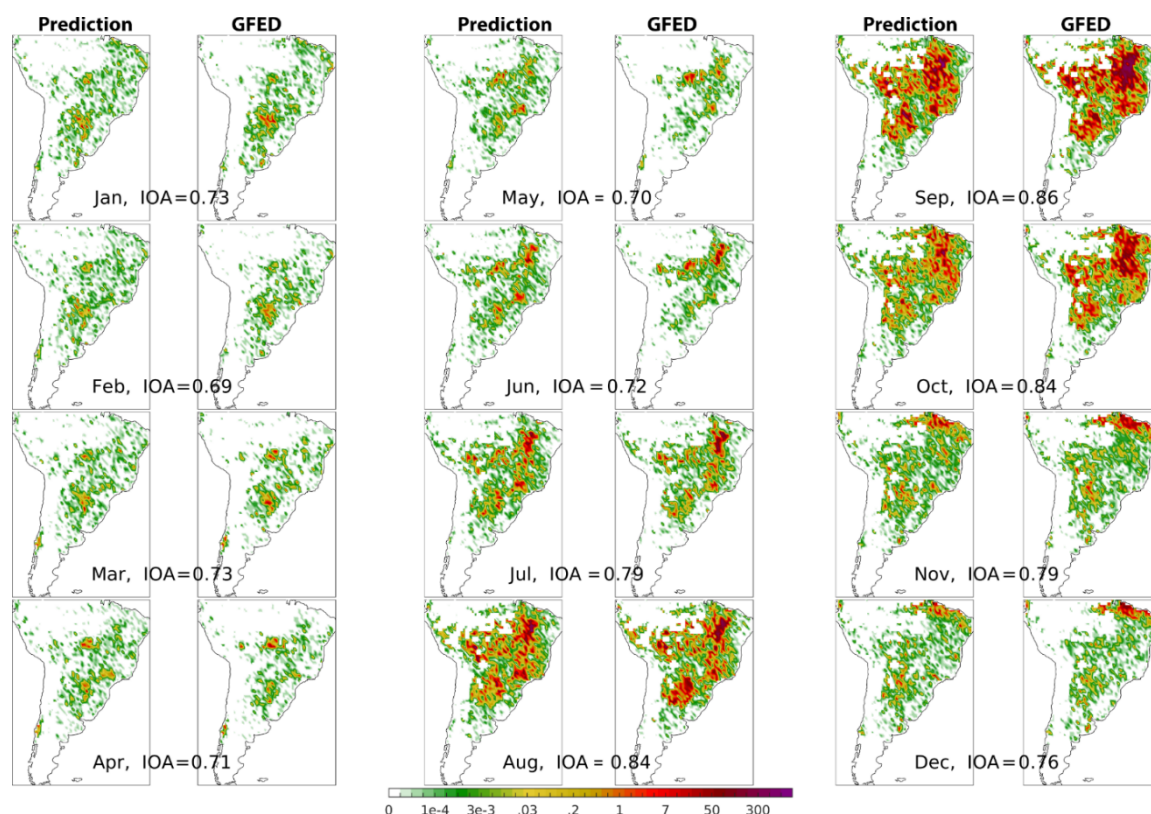 Prediction GFED Prediction GFED Prediction GFED
Jan, IOA=0.73 May, IOA = 0.70 Sep, IOA=0.86
Feb, IOA=0.69 Jun, IOA=0.72 Oct, IOA=0.84
Mar, IOA=0.73 Jul, IOA=0.79 Nov, IOA=0.79
Apr, IOA=0.71 Aug, IOA = 0.84 Dec, IOA=0.76
0 1e-4 3e-3 .03 .2 1 7 50 300